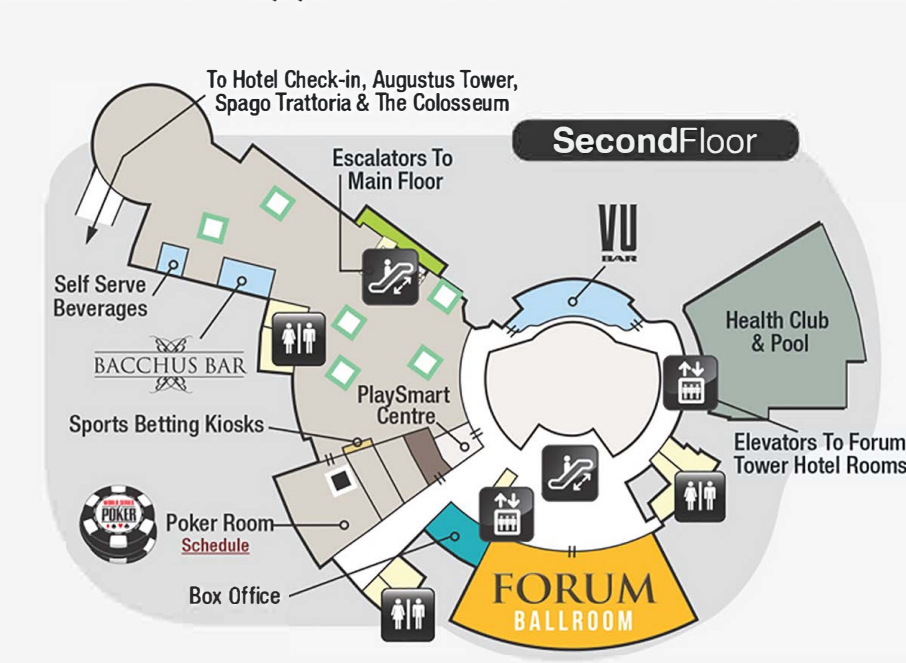 To Hotel Check-in, Augustus Tower,
Spago Trattoria & The Colosseum
SecondFloor
Escalators To
Main Floor
VU
BAR
Self Serve
Beverages
BACCHUS BAR
Health Club
& Pool
PlaySmart
Centre
Sports Betting Kiosks
Elevators To Forum
Tower Hotel Rooms
WORLD SERIES
POKER
Poker Room
Schedule
Box Office
FORUM
BALLROOM